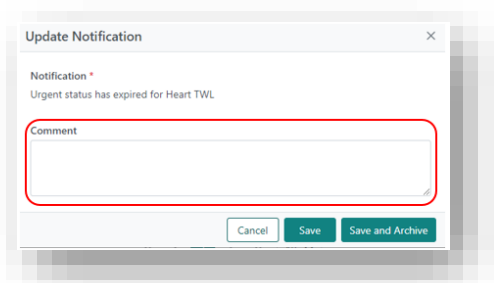 Update Notification
Notification *
Urgent status has expired for Heart TWL
Comment
Cancel Save Save and Archive